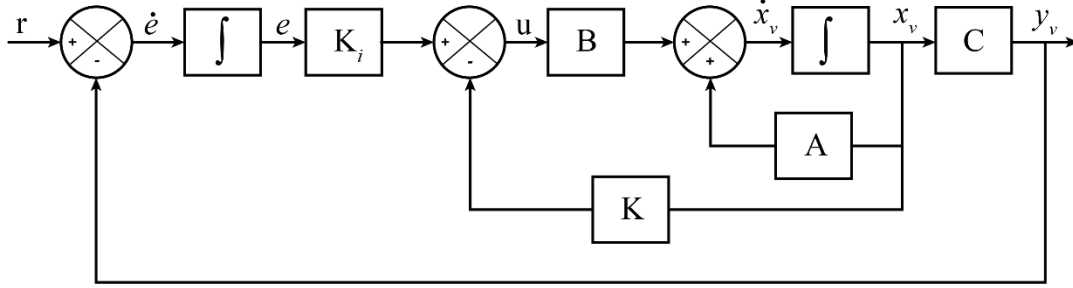 r + - ė ∫ e K_i + - u B + + ẋ_v ∫ x_v C y_v
A
K